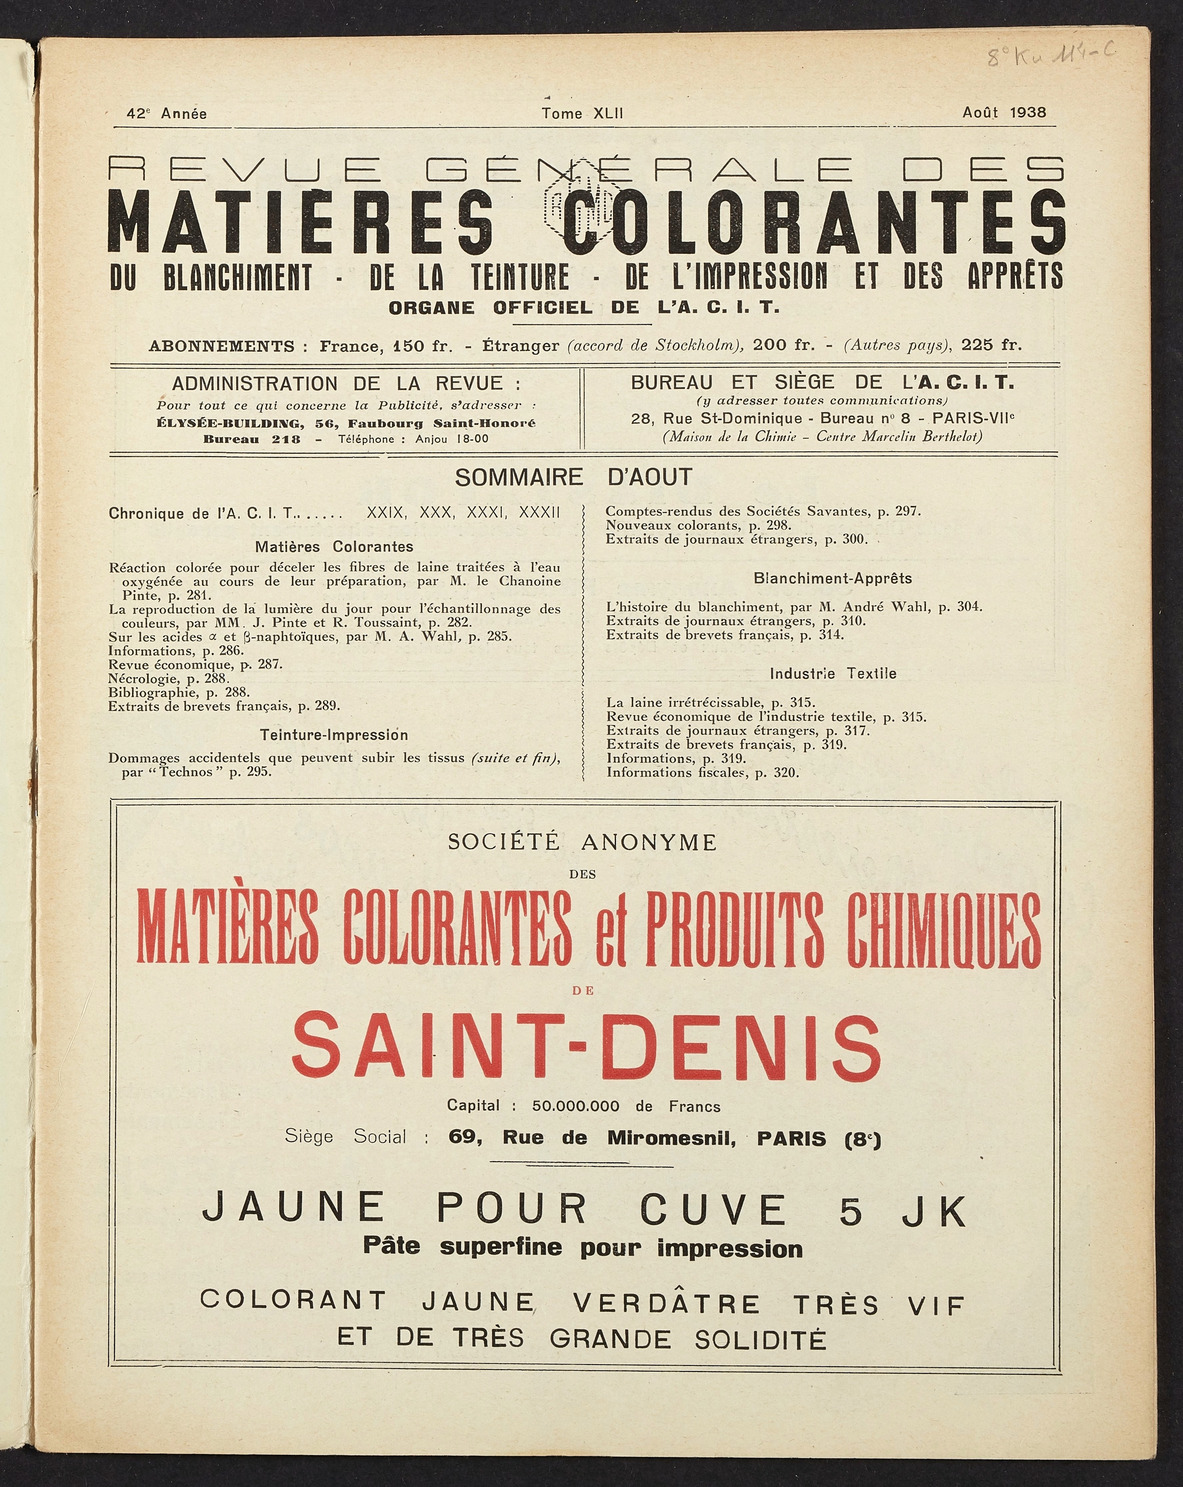 8° Ku 114-C
42e Année Tome XLII Août 1938
REVUE GÉNÉRALE DES
MATIÈRES COLORANTES
DU BLANCHIMENT - DE LA TEINTURE - DE L'IMPRESSION ET DES APPRÊTS
ORGANE OFFICIEL DE L'A. C. I. T.
ABONNEMENTS : France, 150 fr. - Étranger (accord de Stockholm), 200 fr. - (Autres pays), 225 fr.
ADMINISTRATION DE LA REVUE :
Pour tout ce qui concerne la Publicité, s'adresser :
ÉLYSÉE-BUILDING, 56, Faubourg Saint-Honoré
Bureau 218 - Téléphone : Anjou 18-00
BUREAU ET SIÈGE DE L'A. C. I. T.
(y adresser toutes communications)
28, Rue St-Dominique - Bureau no 8 - PARIS-VIIe
(Maison de la Chimie - Centre Marcelin Berthelot)
SOMMAIRE D'AOUT
Chronique de l'A. C. I. T....... XXIX, XXX, XXXI, XXXII
Matières Colorantes
Réaction colorée pour déceler les fibres de laine traitées à l'eau
oxygénée au cours de leur préparation, par M. le Chanoine
Pinte, p. 281.
La reproduction de la lumière du jour pour l'échantillonnage des
couleurs, par MM. J. Pinte et R. Toussaint, p. 282.
Sur les acides α et β-naphtoïques, par M. A. Wahl, p. 285.
Informations, p. 286.
Revue économique, p. 287.
Nécrologie, p. 288.
Bibliographie, p. 288.
Extraits de brevets français, p. 289.
Teinture-Impression
Dommages accidentels que peuvent subir les tissus (suite et fin),
par " Technos " p. 295.
Comptes-rendus des Sociétés Savantes, p. 297.
Nouveaux colorants, p. 298.
Extraits de journaux étrangers, p. 300.
Blanchiment-Apprêts
L'histoire du blanchiment, par M. André Wahl, p. 304.
Extraits de journaux étrangers, p. 310.
Extraits de brevets français, p. 314.
Industrie Textile
La laine irrétrécissable, p. 315.
Revue économique de l'industrie textile, p. 315.
Extraits de journaux étrangers, p. 317.
Extraits de brevets français, p. 319.
Informations, p. 319.
Informations fiscales, p. 320.
SOCIÉTÉ ANONYME
DES
MATIÈRES COLORANTES et PRODUITS CHIMIQUES
DE
SAINT-DENIS
Capital : 50.000.000 de Francs
Siège Social : 69, Rue de Miromesnil, PARIS (8e)
JAUNE POUR CUVE 5 JK
Pâte superfine pour impression
COLORANT JAUNE VERDÂTRE TRÈS VIF
ET DE TRÈS GRANDE SOLIDITÉ